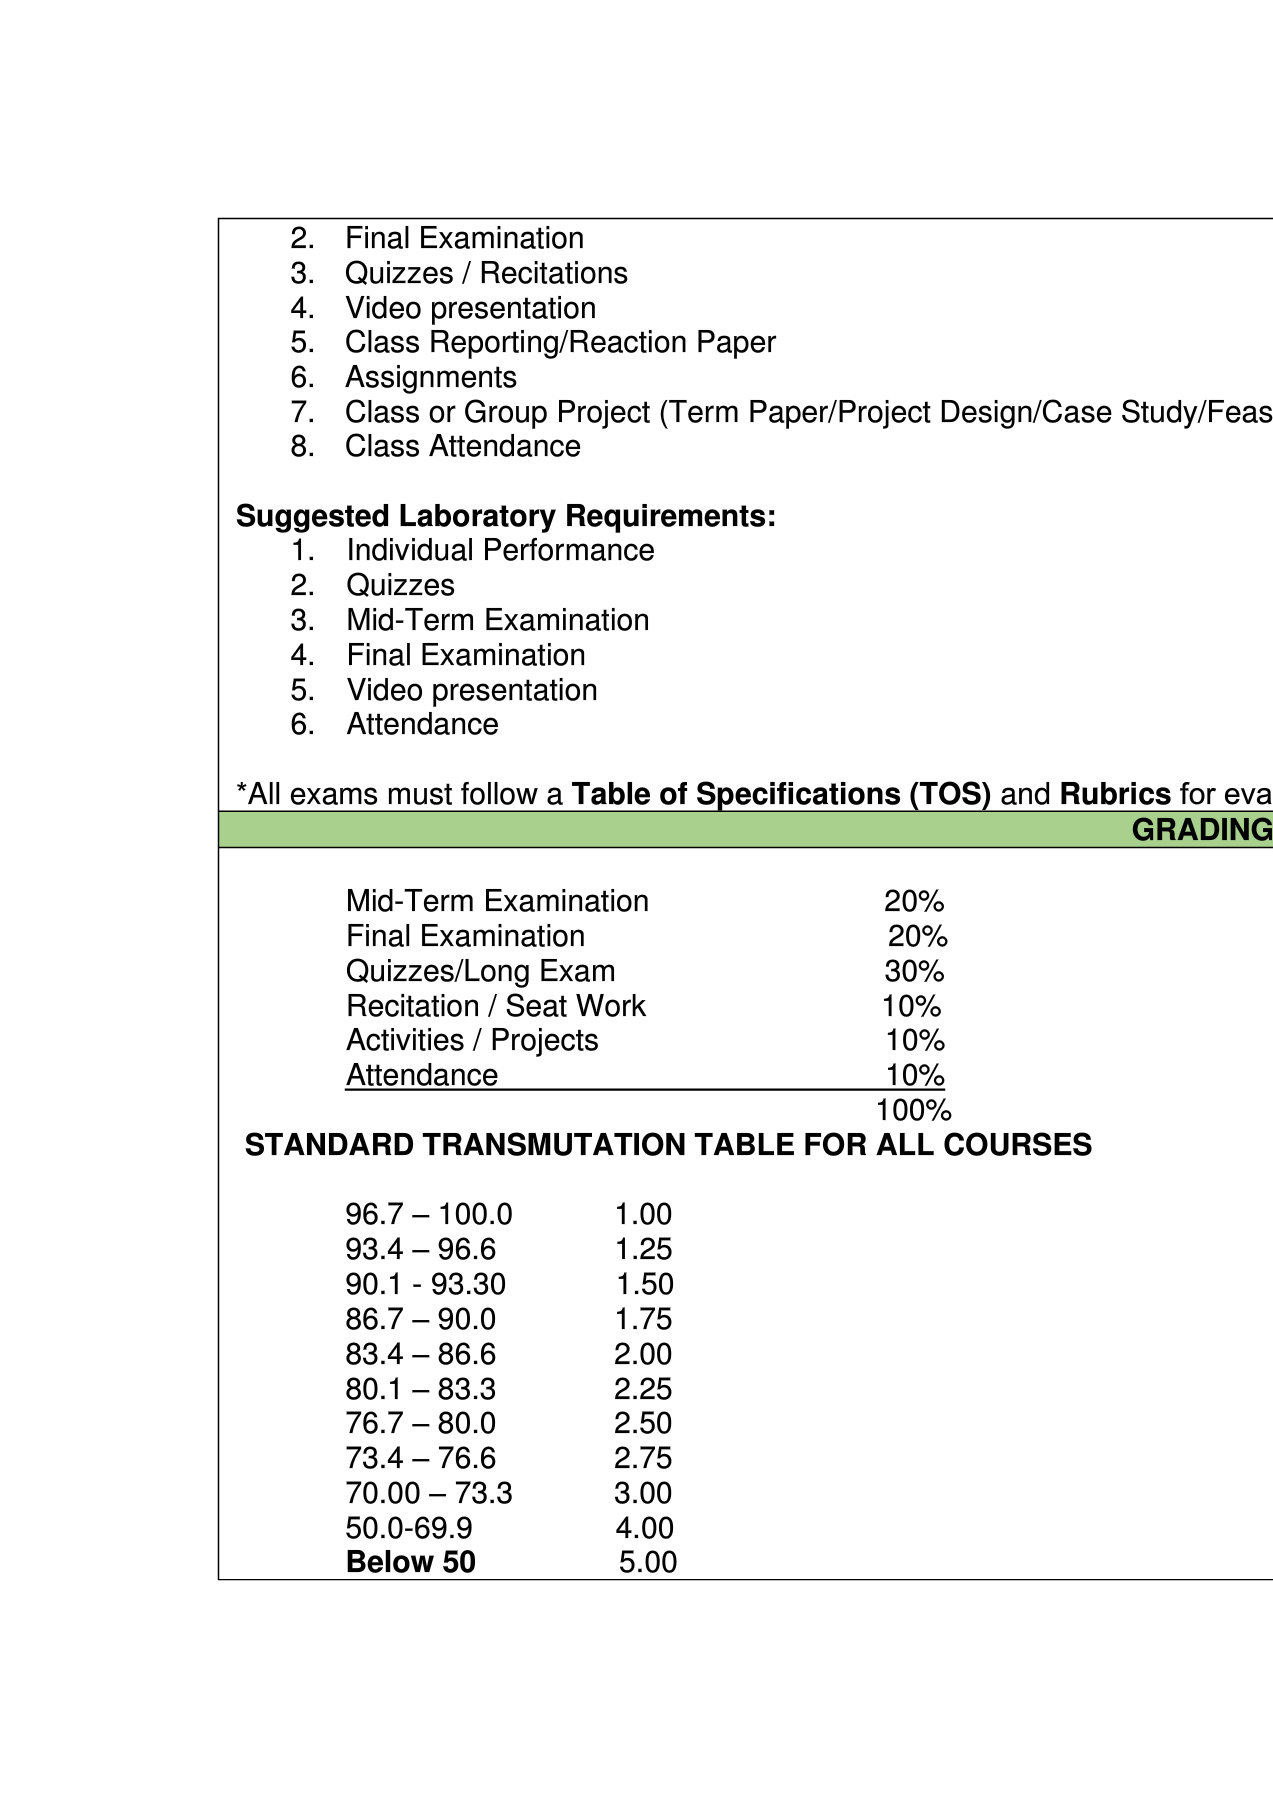 2. Final Examination
3. Quizzes / Recitations
4. Video presentation
5. Class Reporting/Reaction Paper
6. Assignments
7. Class or Group Project (Term Paper/Project Design/Case Study/Feas
8. Class Attendance
Suggested Laboratory Requirements:
1. Individual Performance
2. Quizzes
3. Mid-Term Examination
4. Final Examination
5. Video presentation
6. Attendance
*All exams must follow a Table of Specifications (TOS) and Rubrics for eva
GRADING
Mid-Term Examination 20%
Final Examination 20%
Quizzes/Long Exam 30%
Recitation / Seat Work 10%
Activities / Projects 10%
Attendance 10%
100%
STANDARD TRANSMUTATION TABLE FOR ALL COURSES
96.7 – 100.0 1.00
93.4 – 96.6 1.25
90.1 - 93.30 1.50
86.7 – 90.0 1.75
83.4 – 86.6 2.00
80.1 – 83.3 2.25
76.7 – 80.0 2.50
73.4 – 76.6 2.75
70.00 – 73.3 3.00
50.0-69.9 4.00
Below 50 5.00